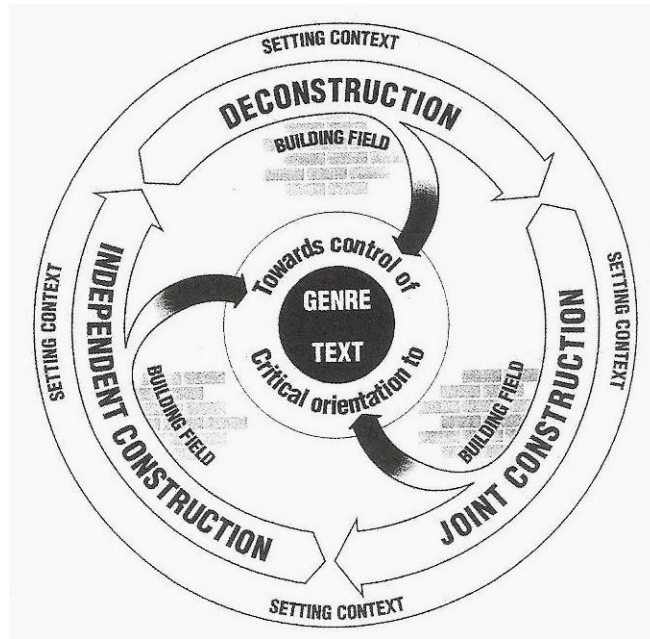 SETTING CONTEXT
DECONSTRUCTION
BUILDING FIELD
SETTING CONTEXT
JOINT CONSTRUCTION
BUILDING FIELD
SETTING CONTEXT
INDEPENDENT CONSTRUCTION
BUILDING FIELD
SETTING CONTEXT
Towards control of
GENRE
TEXT
Critical orientation to